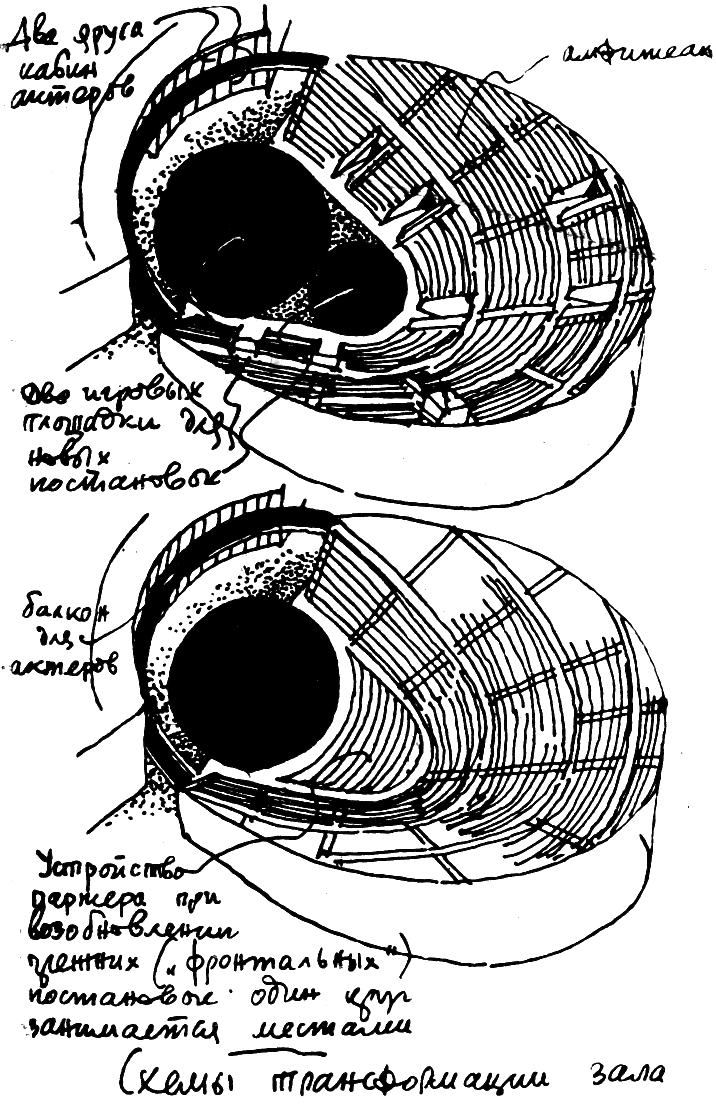 Два яруса
кабин
актеров
амфитеат
Две игровых
площадки для
новых
постановок
балкон
для
актеров
Устройство
партера при
возобновлении
прежних („фронтальных“)
постановок. один круг
занимается местами
Схемы трансформации зала